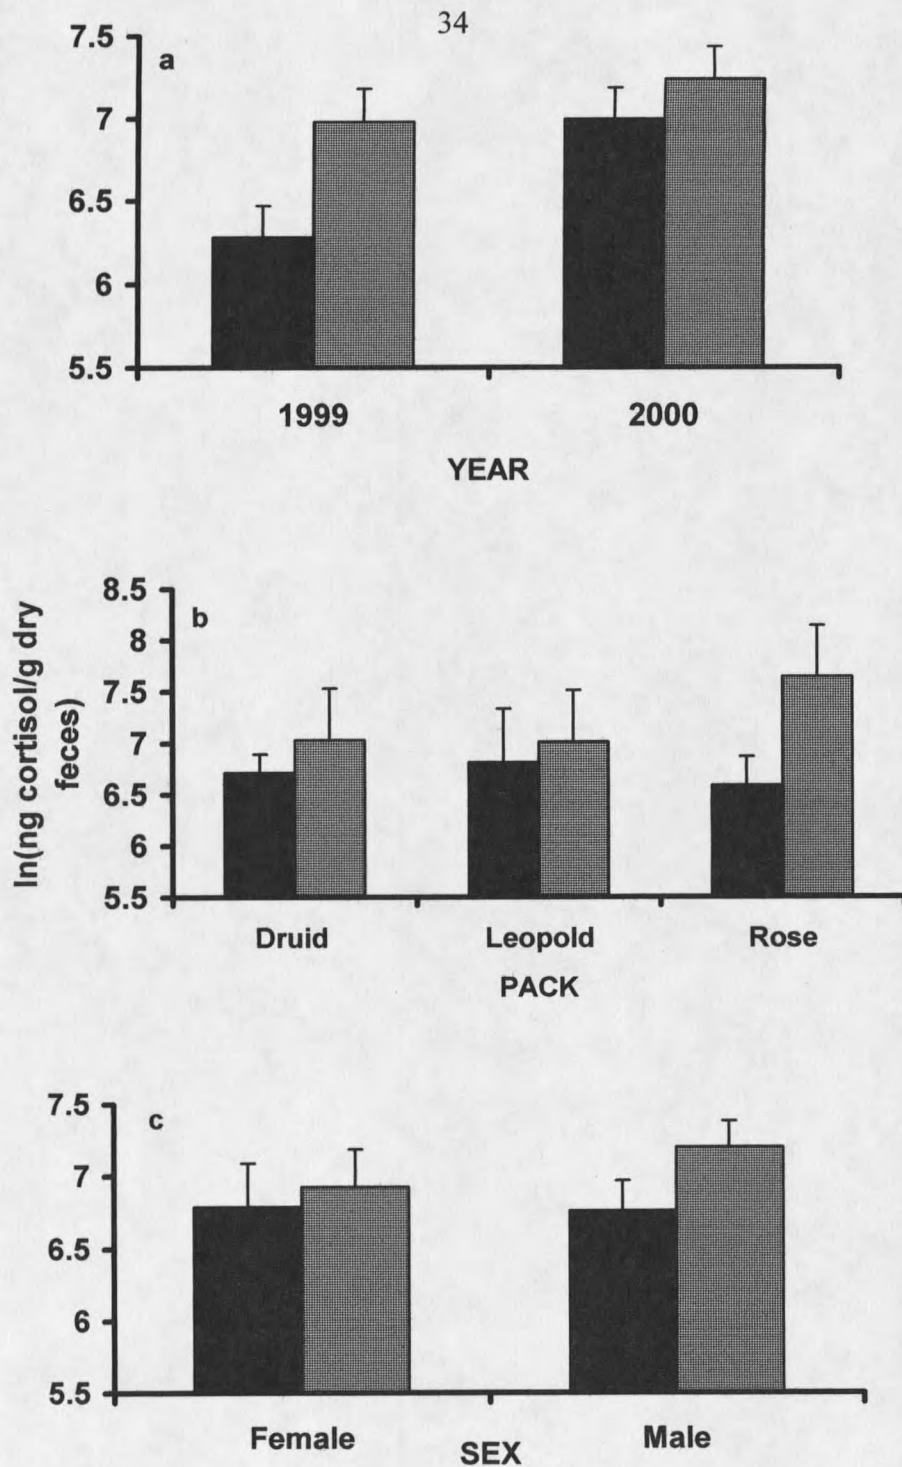 34
7.5
a
7
6.5
6
5.5
1999 2000
YEAR
ln(ng cortisol/g dry
feces)
8.5
b
8
7.5
7
6.5
6
5.5
Druid Leopold Rose
PACK
7.5
c
7
6.5
6
5.5
Female Male
SEX